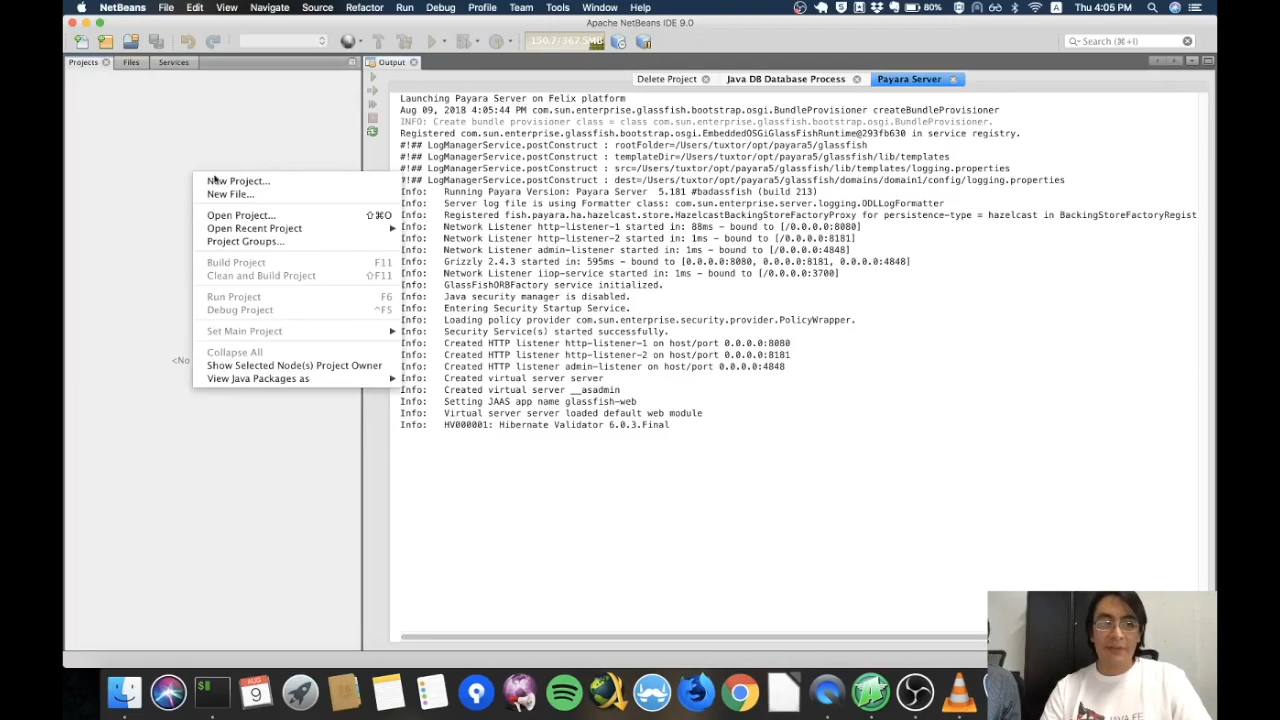 NetBeans File Edit View Navigate Source Refactor Run Debug Profile Team Tools Window Help 80% Thu 4:05 PM
Apache NetBeans IDE 9.0
150.7/367.5MB Search (⌘+I)
Projects Files Services Output
Delete Project Java DB Database Process Payara Server
Launching Payara Server on Felix platform
Aug 09, 2018 4:05:44 PM com.sun.enterprise.glassfish.bootstrap.osgi.BundleProvisioner createBundleProvisioner
INFO: Create bundle provisioner class = class com.sun.enterprise.glassfish.bootstrap.osgi.BundleProvisioner.
Registered com.sun.enterprise.glassfish.bootstrap.osgi.EmbeddedOSGiGlassFishRuntime@293fb630 in service registry.
#!## LogManagerService.postConstruct : rootFolder=/Users/tuxtor/opt/payara5/glassfish
#!## LogManagerService.postConstruct : templateDir=/Users/tuxtor/opt/payara5/glassfish/lib/templates
#!## LogManagerService.postConstruct : src=/Users/tuxtor/opt/payara5/glassfish/lib/templates/logging.properties
#!## LogManagerService.postConstruct : dest=/Users/tuxtor/opt/payara5/glassfish/domains/domain1/config/logging.properties
Info: Running Payara Version: Payara Server 5.181 #badassfish (build 213)
Info: Server log file is using Formatter class: com.sun.enterprise.server.logging.ODLLogFormatter
Info: Registered fish.payara.ha.hazelcast.store.HazelcastBackingStoreFactoryProxy for persistence-type = hazelcast in BackingStoreFactoryRegist
Info: Network Listener http-listener-1 started in: 88ms - bound to [/0.0.0.0:8080]
Info: Network Listener http-listener-2 started in: 1ms - bound to [/0.0.0.0:8181]
Info: Network Listener admin-listener started in: 1ms - bound to [/0.0.0.0:4848]
Info: Grizzly 2.4.3 started in: 595ms - bound to [0.0.0.0:8080, 0.0.0.0:8181, 0.0.0.0:4848]
Info: Network Listener iiop-service started in: 1ms - bound to [/0.0.0.0:3700]
Info: GlassFishORBFactory service initialized.
Info: Java security manager is disabled.
Info: Entering Security Startup Service.
Info: Loading policy provider com.sun.enterprise.security.provider.PolicyWrapper.
Info: Security Service(s) started successfully.
Info: Created HTTP listener http-listener-1 on host/port 0.0.0.0:8080
Info: Created HTTP listener http-listener-2 on host/port 0.0.0.0:8181
Info: Created HTTP listener admin-listener on host/port 0.0.0.0:4848
Info: Created virtual server server
Info: Created virtual server __asadmin
Info: Setting JAAS app name glassfish-web
Info: Virtual server server loaded default web module
Info: HV000001: Hibernate Validator 6.0.3.Final
New Project...
New File...
Open Project... ⇧⌘O
Open Recent Project
Project Groups...
Build Project F11
Clean and Build Project ⇧F11
Run Project F6
Debug Project ^F5
Set Main Project
Collapse All
Show Selected Node(s) Project Owner
View Java Packages as
<No
AUG
9
JAVA FE